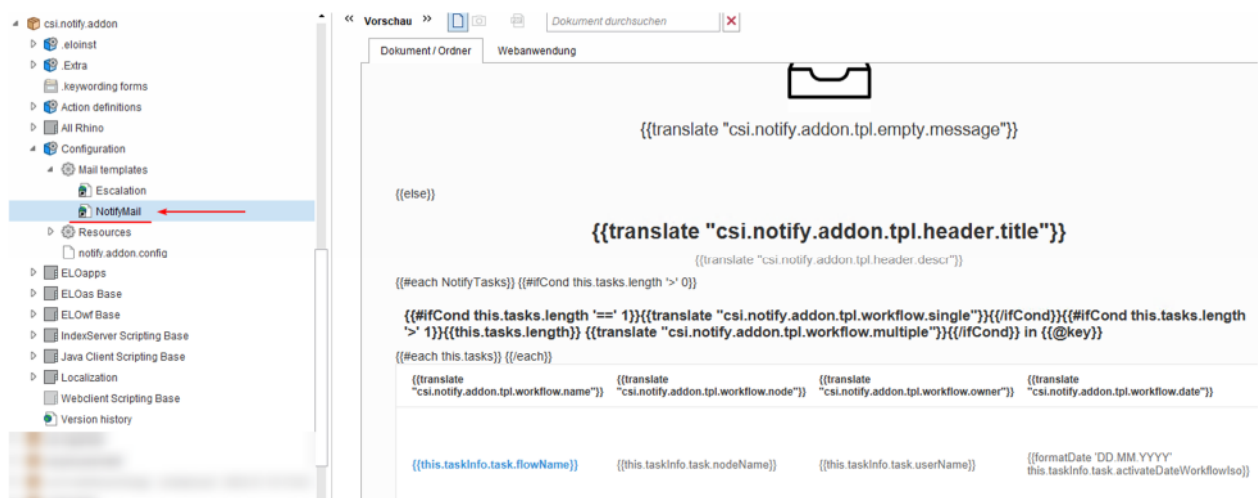 csi.notify.addon
.eloinst
.Extra
.keywording forms
Action definitions
All Rhino
Configuration
Mail templates
Escalation
NotifyMail
Resources
notify.addon.config
ELOapps
ELOas Base
ELOwf Base
IndexServer Scripting Base
Java Client Scripting Base
Localization
Webclient Scripting Base
Version history
« Vorschau »
Dokument durchsuchen
Dokument / Ordner Webanwendung
{{translate "csi.notify.addon.tpl.empty.message"}}
{{else}}
{{translate "csi.notify.addon.tpl.header.title"}}
{{translate "csi.notify.addon.tpl.header.descr"}}
{{#each NotifyTasks}} {{#ifCond this.tasks.length '>' 0}}
{{#ifCond this.tasks.length '==' 1}}{{translate "csi.notify.addon.tpl.workflow.single"}}{{/ifCond}}{{#ifCond this.tasks.length
'>' 1}}{{this.tasks.length}} {{translate "csi.notify.addon.tpl.workflow.multiple"}}{{/ifCond}} in {{@key}}
{{#each this.tasks}} {{/each}}
{{translate {{translate {{translate {{translate
"csi.notify.addon.tpl.workflow.name"}} "csi.notify.addon.tpl.workflow.node"}} "csi.notify.addon.tpl.workflow.owner"}} "csi.notify.addon.tpl.workflow.date"}}
{{this.taskInfo.task.flowName}} {{this.taskInfo.task.nodeName}} {{this.taskInfo.task.userName}} {{formatDate 'DD.MM.YYYY'
this.taskInfo.task.activateDateWorkflowIso}}